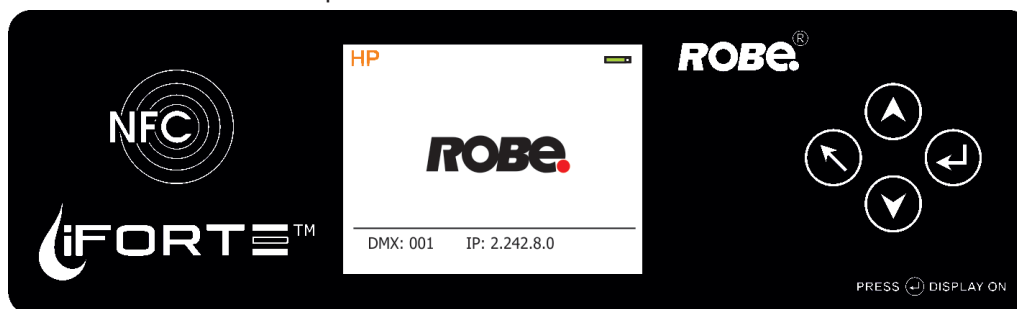 HP
ROBE.®
NFC
ROBE.
iFORTE™
DMX: 001 IP: 2.242.8.0
PRESS DISPLAY ON